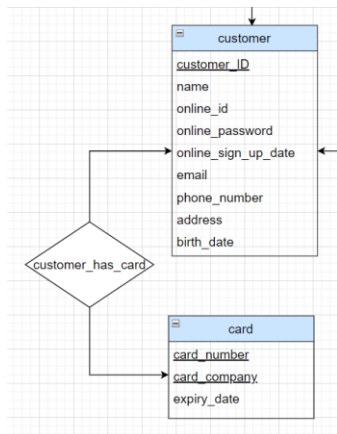 customer
customer_ID
name
online_id
online_password
online_sign_up_date
email
phone_number
address
birth_date
customer_has_card
card
card_number
card_company
expiry_date